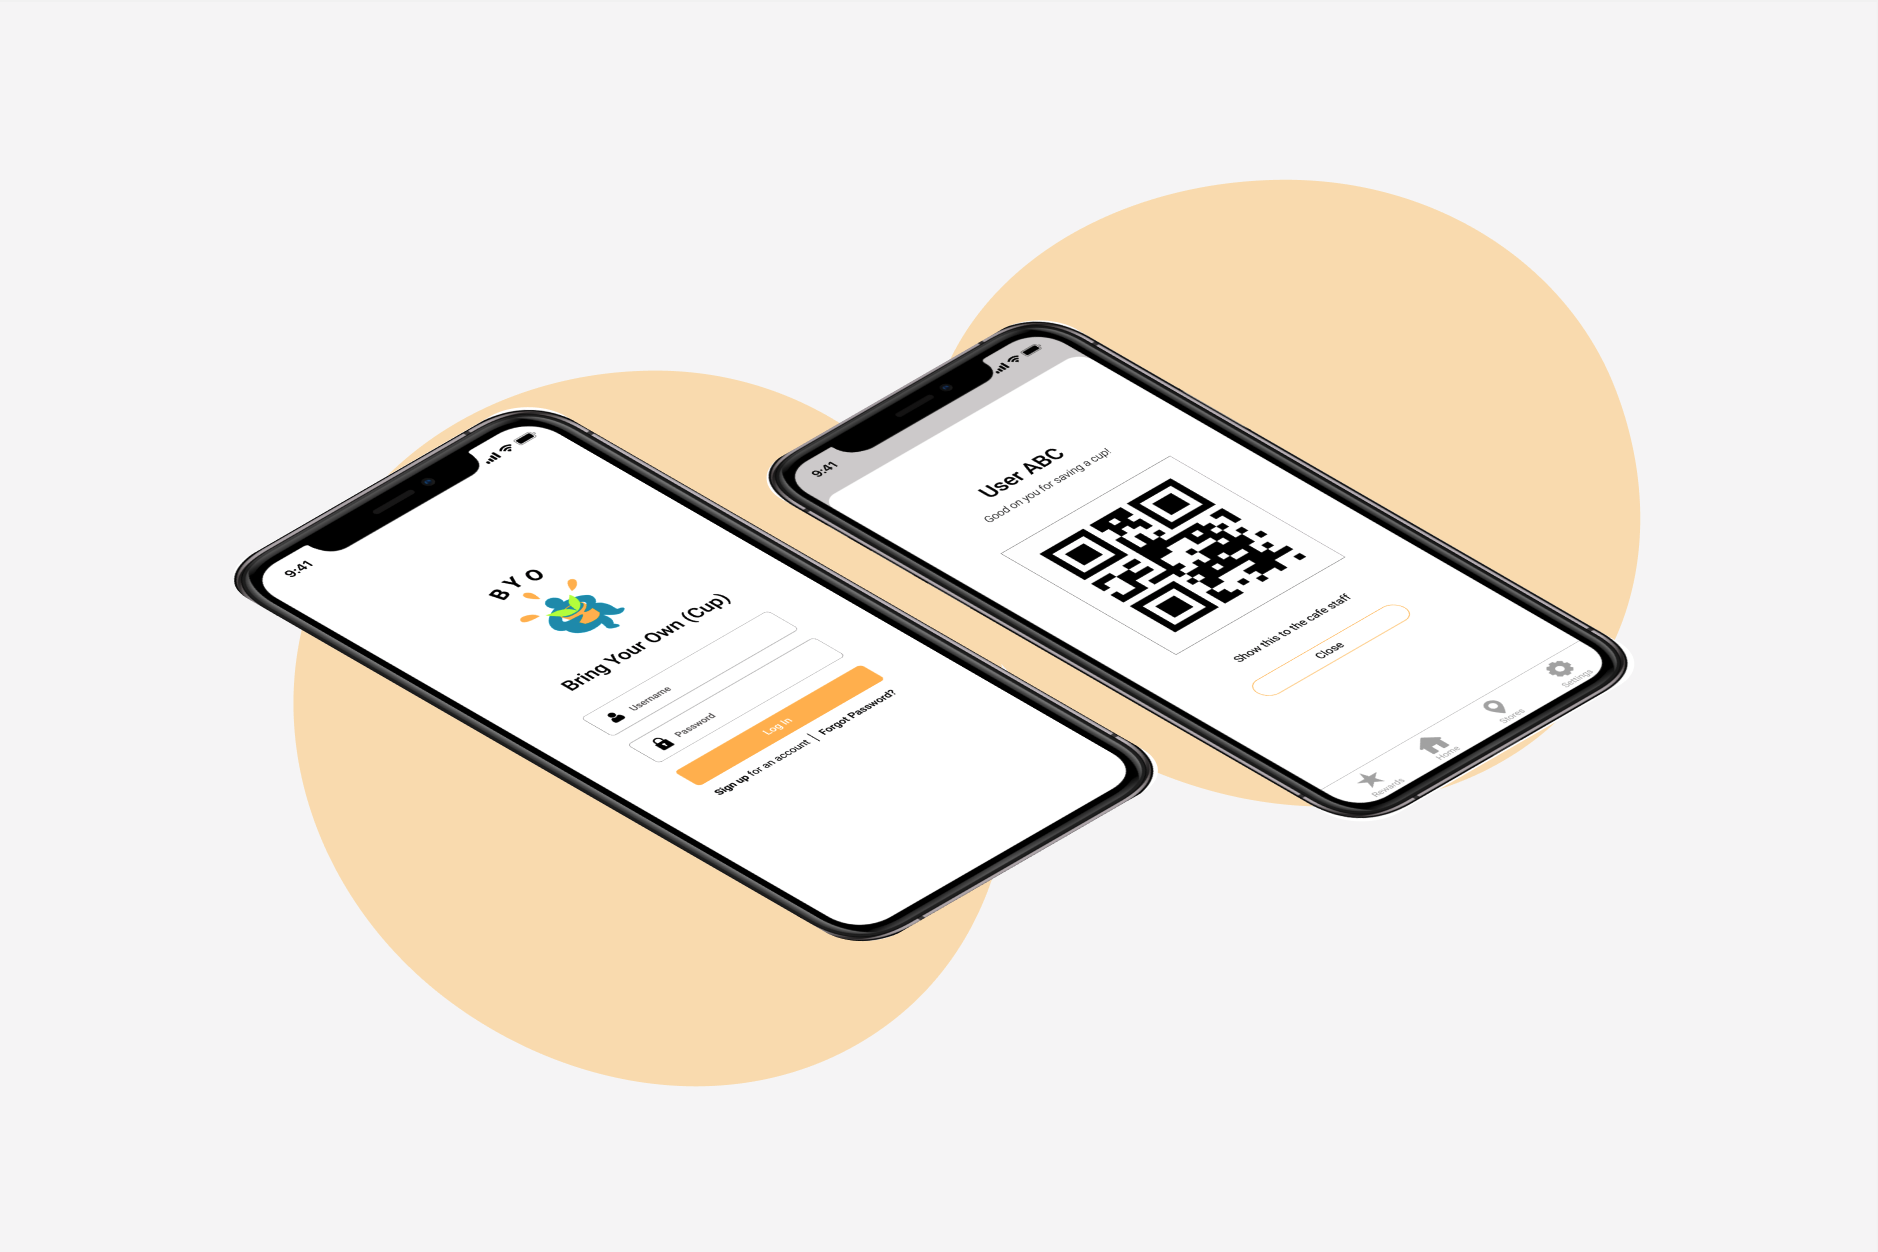 9:41
B Y O
Bring Your Own (Cup)
Username
Password
Log In
Sign up for an account | Forgot Password?
9:41
User ABC
Good on you for saving a cup!
Show this to the cafe staff
Close
Rewards
Home
Stores
Settings